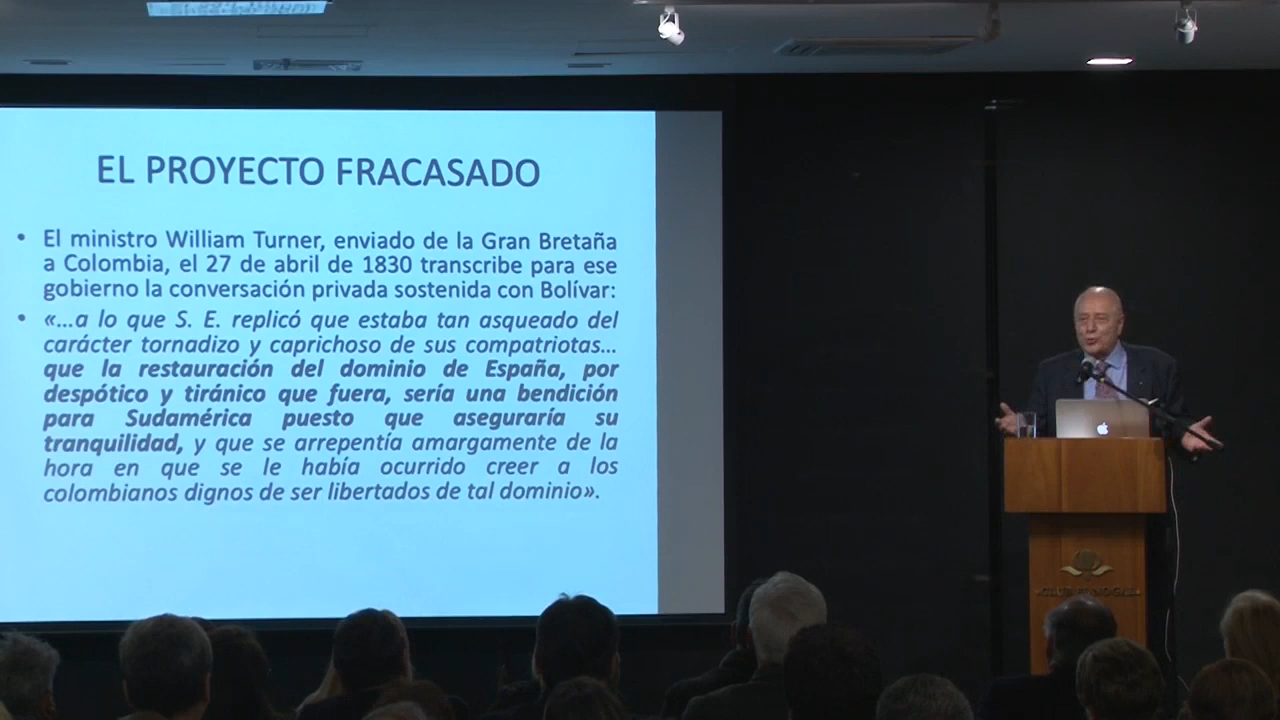 EL PROYECTO FRACASADO
• El ministro William Turner, enviado de la Gran Bretaña
a Colombia, el 27 de abril de 1830 transcribe para ese
gobierno la conversación privada sostenida con Bolívar:
• «...a lo que S. E. replicó que estaba tan asqueado del
carácter tornadizo y caprichoso de sus compatriotas...
que la restauración del dominio de España, por
despótico y tiránico que fuera, sería una bendición
para Sudamérica puesto que aseguraría su
tranquilidad, y que se arrepentía amargamente de la
hora en que se le había ocurrido creer a los
colombianos dignos de ser libertados de tal dominio».
CLUB EL NOGAL